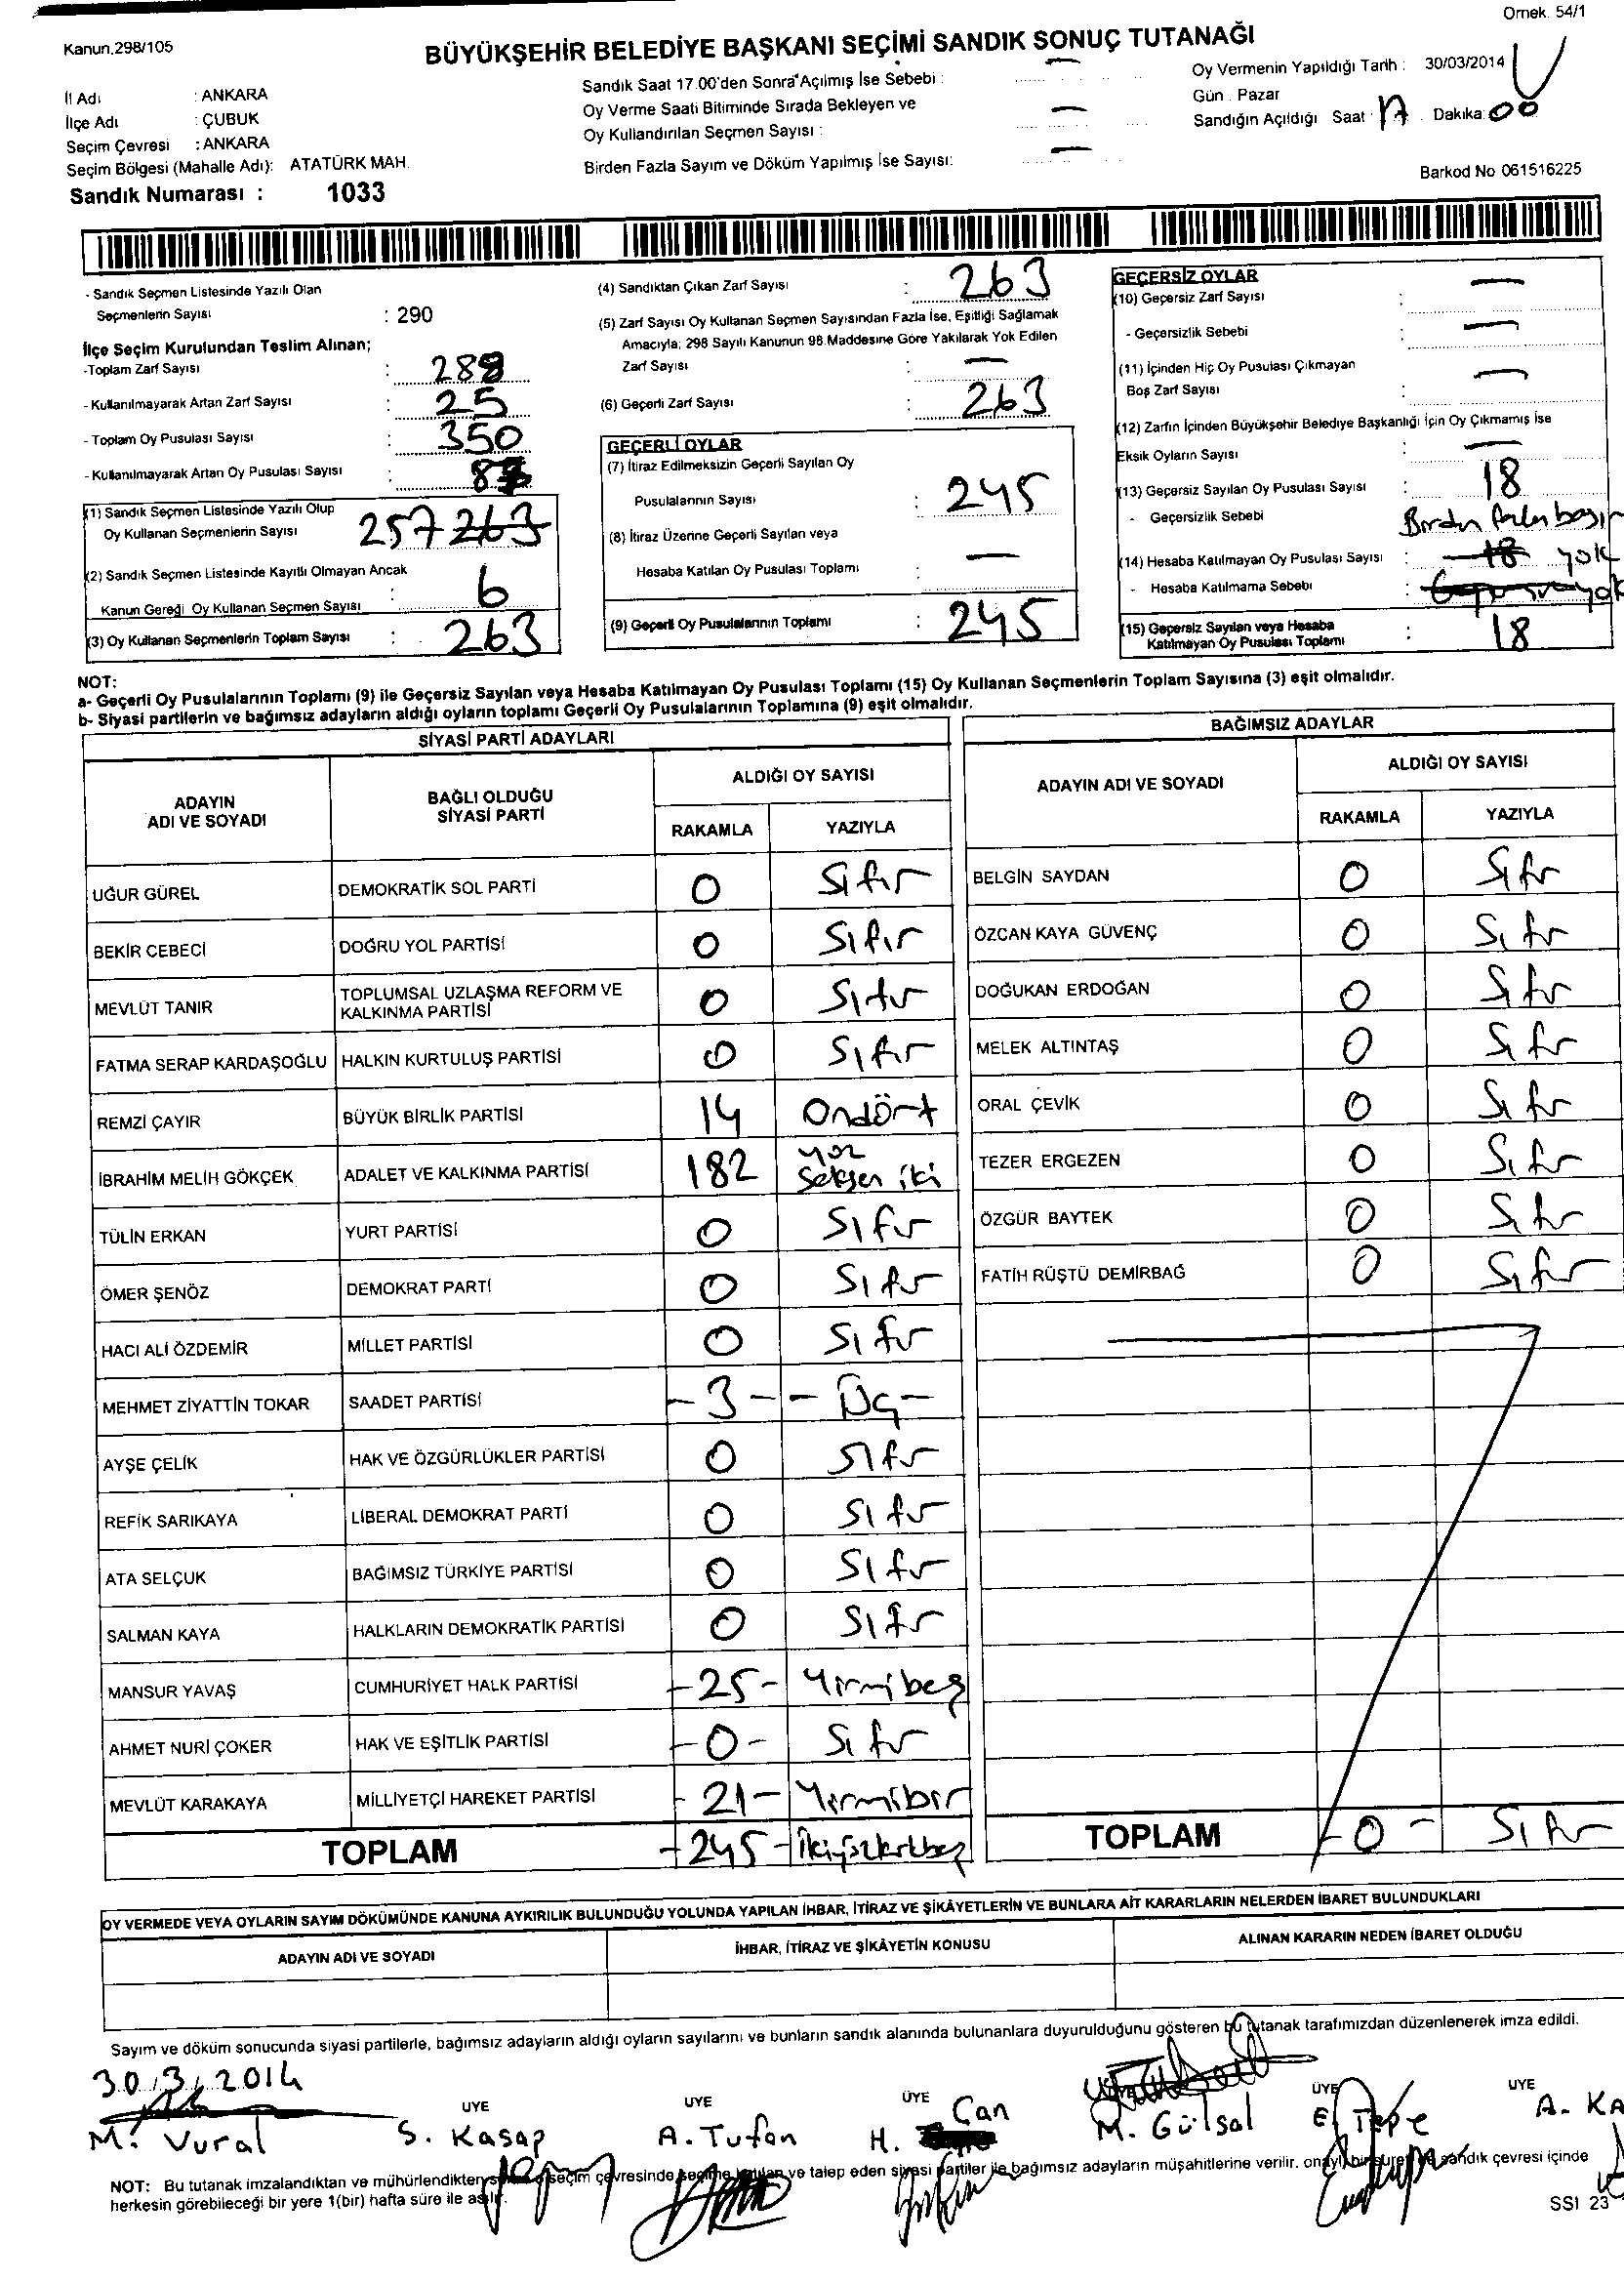 Örnek. 54/1
Kanun.298/105
BÜYÜKŞEHİR BELEDİYE BAŞKANI SEÇİMİ SANDIK SONUÇ TUTANAĞI
İl Adı : ANKARA
İlçe Adı : ÇUBUK
Seçim Çevresi : ANKARA
Seçim Bölgesi (Mahalle Adı): ATATÜRK MAH.
Sandık Numarası : 1033
Sandık Saat 17.00'den Sonra Açılmış İse Sebebi : —
Oy Verme Saati Bitiminde Sırada Bekleyen ve
Oy Kullandırılan Seçmen Sayısı : —
Birden Fazla Sayım ve Döküm Yapılmış İse Sayısı: —
Oy Vermenin Yapıldığı Tarih : 30/03/2014
Gün . Pazar
Sandığın Açıldığı Saat : 17 Dakika: 00
Barkod No 061516225
- Sandık Seçmen Listesinde Yazılı Olan
Seçmenlerin Sayısı : 290
İlçe Seçim Kurulundan Teslim Alınan;
-Toplam Zarf Sayısı : 288
- Kullanılmayarak Artan Zarf Sayısı : 25
- Toplam Oy Pusulası Sayısı : 350
- Kullanılmayarak Artan Oy Pusulası Sayısı :
(1) Sandık Seçmen Listesinde Yazılı Olup
Oy Kullanan Seçmenlerin Sayısı 257 263
(2) Sandık Seçmen Listesinde Kayıtlı Olmayan Ancak
Kanun Gereği Oy Kullanan Seçmen Sayısı : 6
(3) Oy Kullanan Seçmenlerin Toplam Sayısı : 263
(4) Sandıktan Çıkan Zarf Sayısı : 263
(5) Zarf Sayısı Oy Kullanan Seçmen Sayısından Fazla İse, Eşitliği Sağlamak
Amacıyla; 298 Sayılı Kanunun 98.Maddesine Göre Yakılarak Yok Edilen
Zarf Sayısı : —
(6) Geçerli Zarf Sayısı : 263
GEÇERLİ OYLAR
(7) İtiraz Edilmeksizin Geçerli Sayılan Oy
Pusulalarının Sayısı : 245
(8) İtiraz Üzerine Geçerli Sayılan veya
Hesaba Katılan Oy Pusulası Toplamı : —
(9) Geçerli Oy Pusulalarının Toplamı : 245
GEÇERSİZ OYLAR
(10) Geçersiz Zarf Sayısı : —
- Geçersizlik Sebebi : —
(11) İçinden Hiç Oy Pusulası Çıkmayan
Boş Zarf Sayısı : —
(12) Zarfın İçinden Büyükşehir Belediye Başkanlığı İçin Oy Çıkmamış İse
Eksik Oyların Sayısı : —
(13) Geçersiz Sayılan Oy Pusulası Sayısı : 18
- Geçersizlik Sebebi Birden fazla
(14) Hesaba Katılmayan Oy Pusulası Sayısı : 18 yok
- Hesaba Katılmama Sebebi : yok
(15) Geçersiz Sayılan veya Hesaba
Katılmayan Oy Pusulası Toplamı : 18
NOT:
a- Geçerli Oy Pusulalarının Toplamı (9) ile Geçersiz Sayılan veya Hesaba Katılmayan Oy Pusulası Toplamı (15) Oy Kullanan Seçmenlerin Toplam Sayısına (3) eşit olmalıdır.
b- Siyasi partilerin ve bağımsız adayların aldığı oyların toplamı Geçerli Oy Pusulalarının Toplamına (9) eşit olmalıdır.
SİYASİ PARTİ ADAYLARI
ADAYIN ADI VE SOYADI BAĞLI OLDUĞU SİYASİ PARTİ ALDIĞI OY SAYISI
RAKAMLA YAZIYLA
UĞUR GÜREL DEMOKRATİK SOL PARTİ 0 Sıfır
BEKİR CEBECİ DOĞRU YOL PARTİSİ 0 Sıfır
MEVLÜT TANIR TOPLUMSAL UZLAŞMA REFORM VE KALKINMA PARTİSİ 0 Sıfır
FATMA SERAP KARDAŞOĞLU HALKIN KURTULUŞ PARTİSİ 0 Sıfır
REMZİ ÇAYIR BÜYÜK BİRLİK PARTİSİ 14 Ondört
İBRAHİM MELİH GÖKÇEK ADALET VE KALKINMA PARTİSİ 182 yüz Seksen iki
TÜLİN ERKAN YURT PARTİSİ 0 Sıfır
ÖMER ŞENÖZ DEMOKRAT PARTİ 0 Sıfır
HACI ALİ ÖZDEMİR MİLLET PARTİSİ 0 Sıfır
MEHMET ZİYATTİN TOKAR SAADET PARTİSİ - 3 - - Üç -
AYŞE ÇELİK HAK VE ÖZGÜRLÜKLER PARTİSİ 0 Sıfır
REFİK SARIKAYA LİBERAL DEMOKRAT PARTİ 0 Sıfır
ATA SELÇUK BAĞIMSIZ TÜRKİYE PARTİSİ 0 Sıfır
SALMAN KAYA HALKLARIN DEMOKRATİK PARTİSİ 0 Sıfır
MANSUR YAVAŞ CUMHURİYET HALK PARTİSİ - 25 - Yirmibeş
AHMET NURİ ÇOKER HAK VE EŞİTLİK PARTİSİ - 0 - Sıfır
MEVLÜT KARAKAYA MİLLİYETÇİ HAREKET PARTİSİ - 21 - Yirmibir
TOPLAM - 245 - İkiyüzkırkbeş
BAĞIMSIZ ADAYLAR
ADAYIN ADI VE SOYADI ALDIĞI OY SAYISI
RAKAMLA YAZIYLA
BELGİN SAYDAN 0 Sıfır
ÖZCAN KAYA GÜVENÇ 0 Sıfır
DOĞUKAN ERDOĞAN 0 Sıfır
MELEK ALTINTAŞ 0 Sıfır
ORAL ÇEVİK 0 Sıfır
TEZER ERGEZEN 0 Sıfır
ÖZGÜR BAYTEK 0 Sıfır
FATİH RÜŞTÜ DEMİRBAĞ 0 Sıfır
TOPLAM - 0 - Sıfır
OY VERMEDE VEYA OYLARIN SAYIM DÖKÜMÜNDE KANUNA AYKIRILIK BULUNDUĞU YOLUNDA YAPILAN İHBAR, İTİRAZ VE ŞİKÂYETLERİN VE BUNLARA AİT KARARLARIN NELERDEN İBARET BULUNDUKLARI
ADAYIN ADI VE SOYADI İHBAR, İTİRAZ VE ŞİKÂYETİN KONUSU ALINAN KARARIN NEDEN İBARET OLDUĞU
Sayım ve döküm sonucunda siyasi partilerle, bağımsız adayların aldığı oyların sayılarını ve bunların sandık alanında bulunanlara duyurulduğunu gösteren bu tutanak tarafımızdan düzenlenerek imza edildi.
30/3/2014
ÜYE ÜYE ÜYE ÜYE ÜYE
M. Vural S. Kasap A. Tufan H. Can M. Gülsal E. Tepe A. KA
NOT: Bu tutanak imzalandıktan ve mühürlendikten seçim çevresinde seçime katılan ve talep eden siyasi partiler ile bağımsız adayların müşahitlerine verilir. onaylı bir sureti de sandık çevresi içinde
herkesin görebileceği bir yere 1(bir) hafta süre ile asılır.
SSI 23